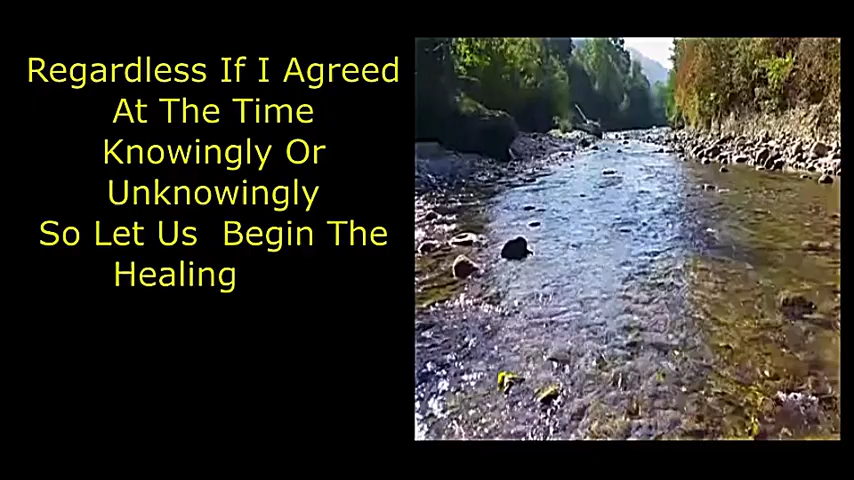 Regardless If I Agreed
At The Time
Knowingly Or
Unknowingly
So Let Us  Begin The
Healing